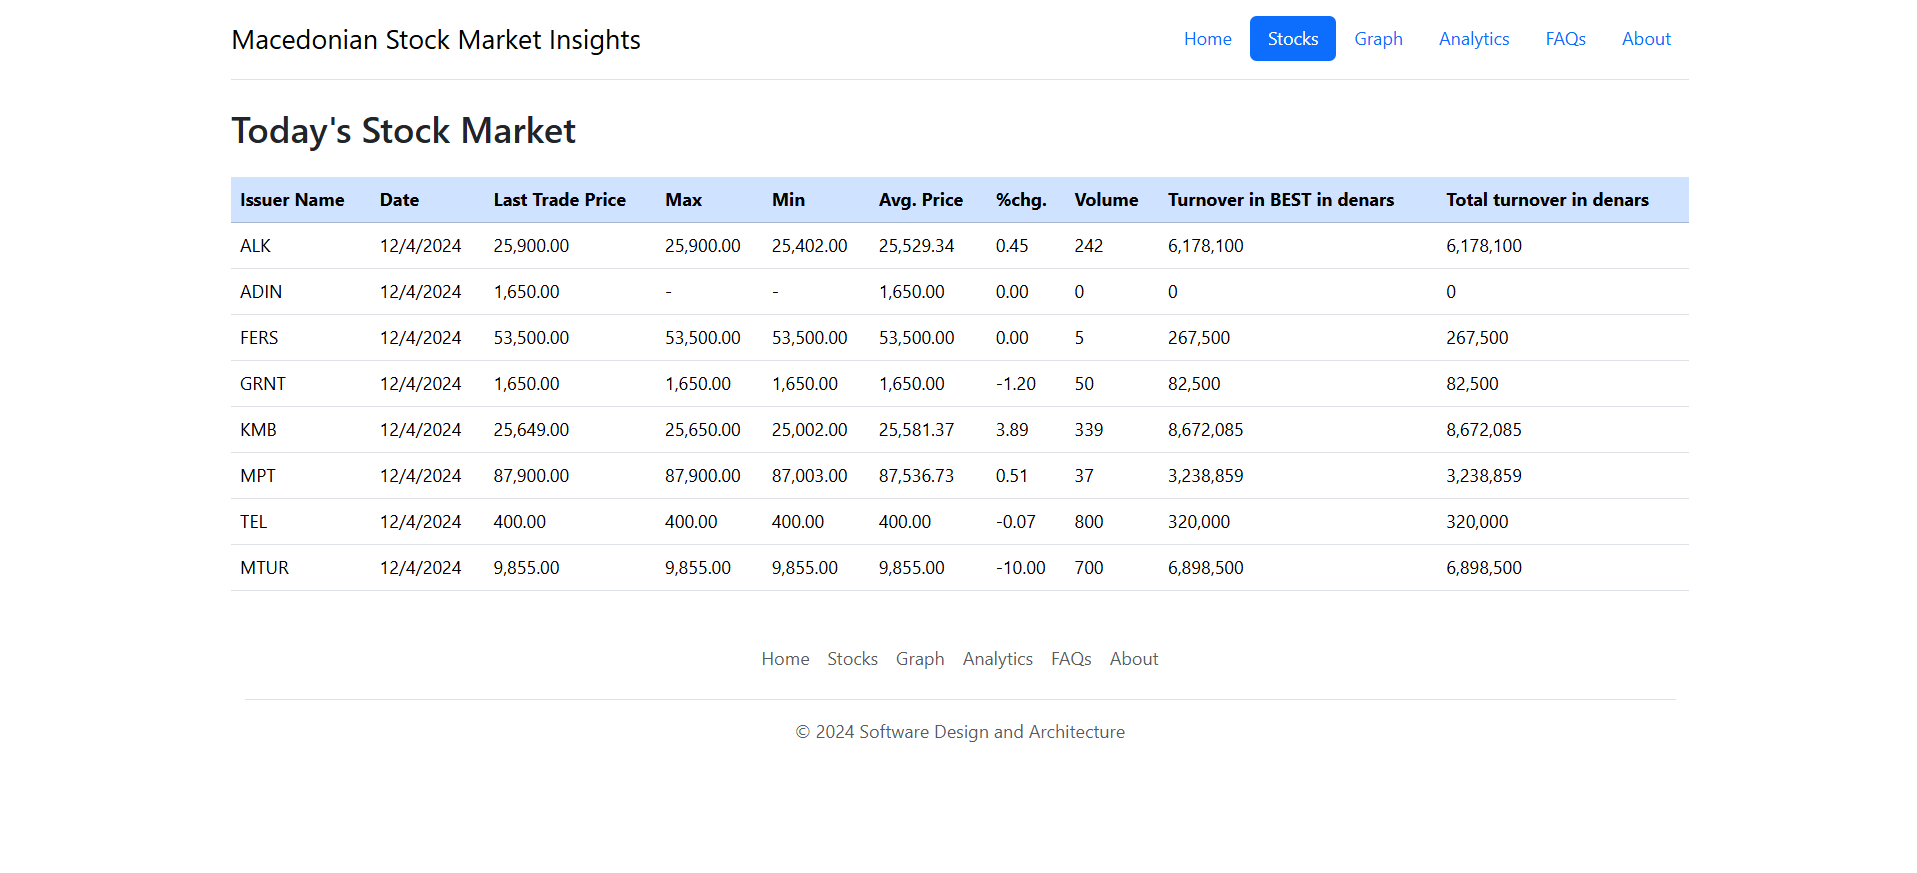 Macedonian Stock Market Insights Home Stocks Graph Analytics FAQs About
Today's Stock Market
Issuer Name Date Last Trade Price Max Min Avg. Price %chg. Volume Turnover in BEST in denars Total turnover in denars
ALK 12/4/2024 25,900.00 25,900.00 25,402.00 25,529.34 0.45 242 6,178,100 6,178,100
ADIN 12/4/2024 1,650.00 - - 1,650.00 0.00 0 0 0
FERS 12/4/2024 53,500.00 53,500.00 53,500.00 53,500.00 0.00 5 267,500 267,500
GRNT 12/4/2024 1,650.00 1,650.00 1,650.00 1,650.00 -1.20 50 82,500 82,500
KMB 12/4/2024 25,649.00 25,650.00 25,002.00 25,581.37 3.89 339 8,672,085 8,672,085
MPT 12/4/2024 87,900.00 87,900.00 87,003.00 87,536.73 0.51 37 3,238,859 3,238,859
TEL 12/4/2024 400.00 400.00 400.00 400.00 -0.07 800 320,000 320,000
MTUR 12/4/2024 9,855.00 9,855.00 9,855.00 9,855.00 -10.00 700 6,898,500 6,898,500
Home Stocks Graph Analytics FAQs About
© 2024 Software Design and Architecture